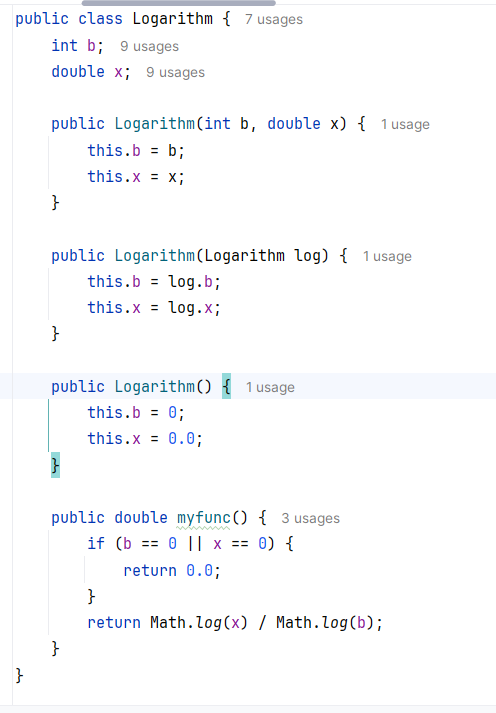 public class Logarithm {  7 usages
    int b;  9 usages
    double x;  9 usages

    public Logarithm(int b, double x) {  1 usage
        this.b = b;
        this.x = x;
    }

    public Logarithm(Logarithm log) {  1 usage
        this.b = log.b;
        this.x = log.x;
    }

    public Logarithm() {  1 usage
        this.b = 0;
        this.x = 0.0;
    }

    public double myfunc() {  3 usages
        if (b == 0 || x == 0) {
            return 0.0;
        }
        return Math.log(x) / Math.log(b);
    }
}